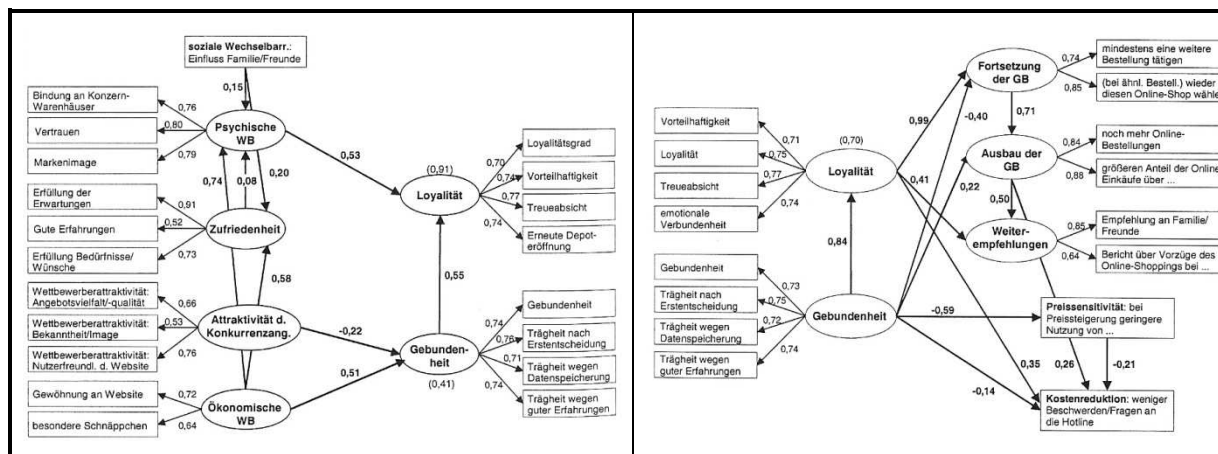 soziale Wechselbarr.:
Einfluss Familie/Freunde
0,15
Bindung an Konzern-
Warenhäuser
0,76
Vertrauen
0,80
Markenimage
0,79
Psychische
WB
0,53
0,74
0,08
0,20
Erfüllung der
Erwartungen
0,91
Gute Erfahrungen
0,52
Erfüllung Bedürfnisse/
Wünsche
0,73
Zufriedenheit
0,58
Wettbewerberattraktivität:
Angebotsvielfalt/-qualität
0,66
Wettbewerberattraktivität:
Bekanntheit/Image
0,53
Wettbewerberattraktivität:
Nutzerfreundl. d. Website
0,76
Attraktivität d.
Konkurrenzang.
-0,22
Gewöhnung an Website
0,72
besondere Schnäppchen
0,64
Ökonomische
WB
0,51
(0,91)
Loyalität
0,70
Loyalitätsgrad
0,74
Vorteilhaftigkeit
0,77
Treueabsicht
0,74
Erneute Depot-
eröffnung
0,55
Gebunden-
heit
(0,41)
0,74
Gebundenheit
0,76
Trägheit nach
Erstentscheidung
0,71
Trägheit wegen
Datenspeicherung
0,74
Trägheit wegen
guter Erfahrungen
Vorteilhaftigkeit
0,71
Loyalität
0,75
Treueabsicht
0,77
emotionale
Verbundenheit
0,74
(0,70)
Loyalität
0,84
Gebundenheit
0,73
Trägheit nach
Erstentscheidung
0,75
Trägheit wegen
Datenspeicherung
0,72
Trägheit wegen
guter Erfahrungen
0,74
Gebundenheit
0,99
-0,40
0,41
0,22
Fortsetzung
der GB
0,74
mindestens eine weitere
Bestellung tätigen
0,85
(bei ähnl. Bestell.) wieder
diesen Online-Shop wähle
0,71
Ausbau der
GB
0,84
noch mehr Online-
Bestellungen
0,88
größeren Anteil der Online
Einkäufe über ...
0,50
Weiter-
empfehlungen
0,85
Empfehlung an Familie/
Freunde
0,64
Bericht über Vorzüge des
Online-Shoppings bei ...
-0,59
Preissensitivität: bei
Preissteigerung geringere
Nutzung von ...
0,35
0,26
-0,21
-0,14
Kostenreduktion: weniger
Beschwerden/Fragen an
die Hotline